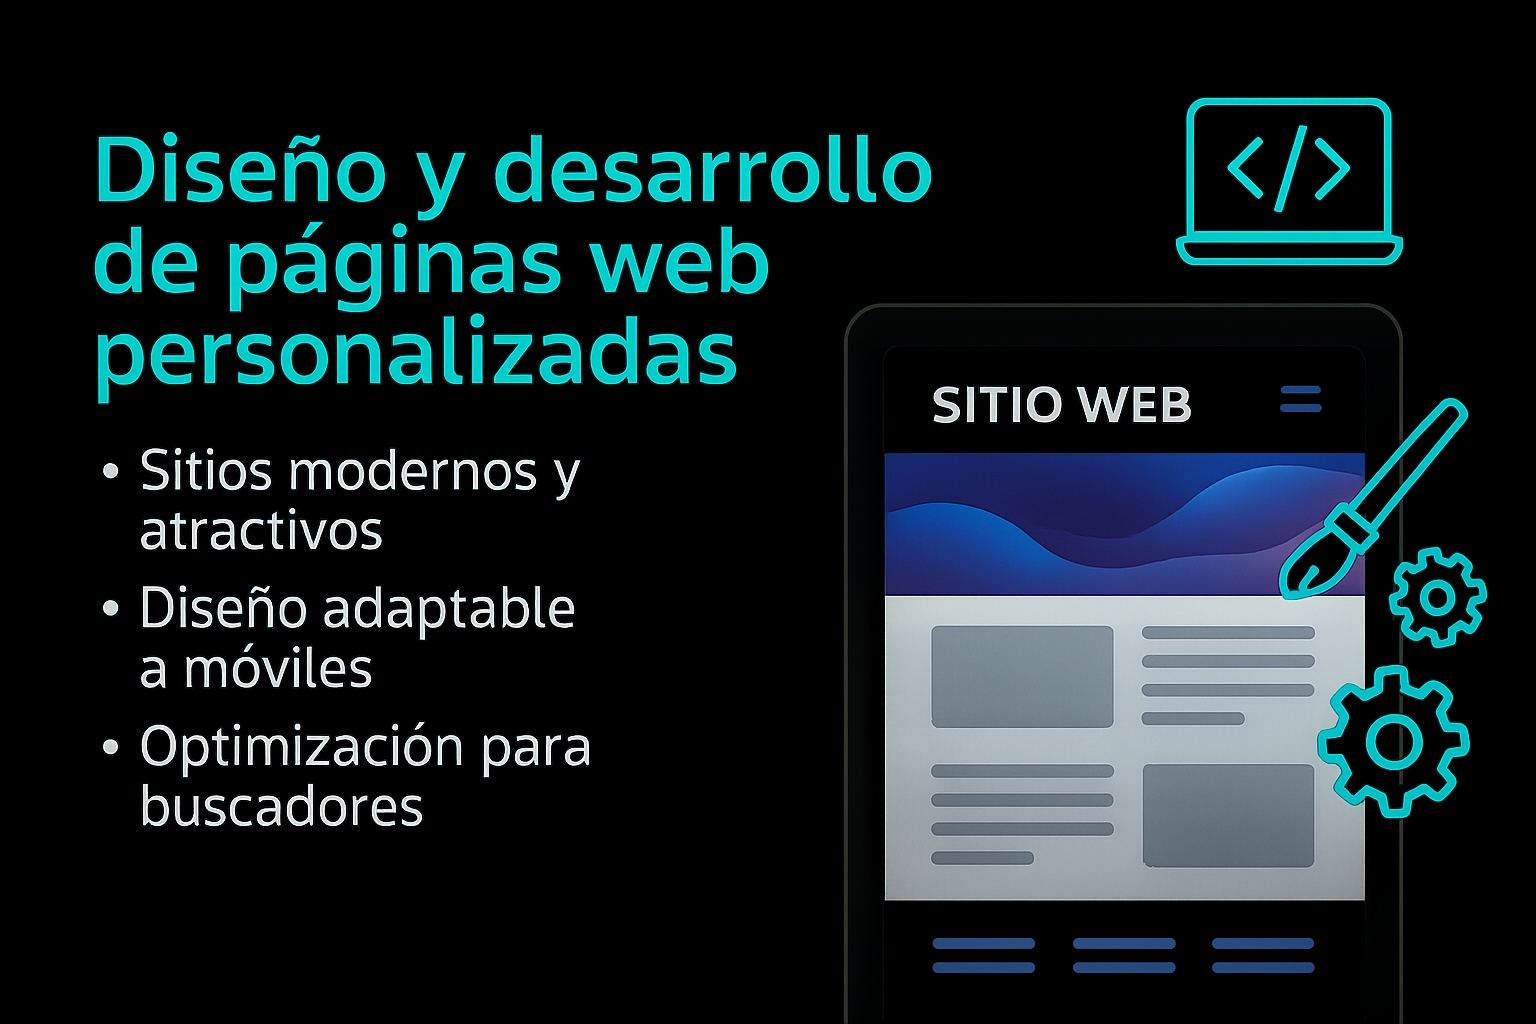 Diseño y desarrollo
de páginas web
personalizadas
• Sitios modernos y
atractivos
• Diseño adaptable
a móviles
• Optimización para
buscadores
</>
SITIO WEB